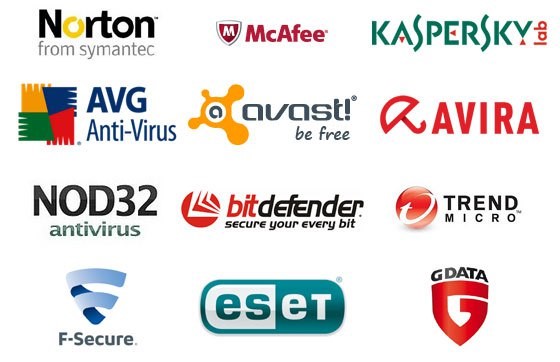 Norton
from symantec
McAfee®
KASPERSKY lab
AVG
Anti-Virus
a avast!®
be free
AVIRA
NOD32
antivirus
bitdefender
secure your every bit
TREND
MICRO™
F-Secure.
eseT®
GDATA
G